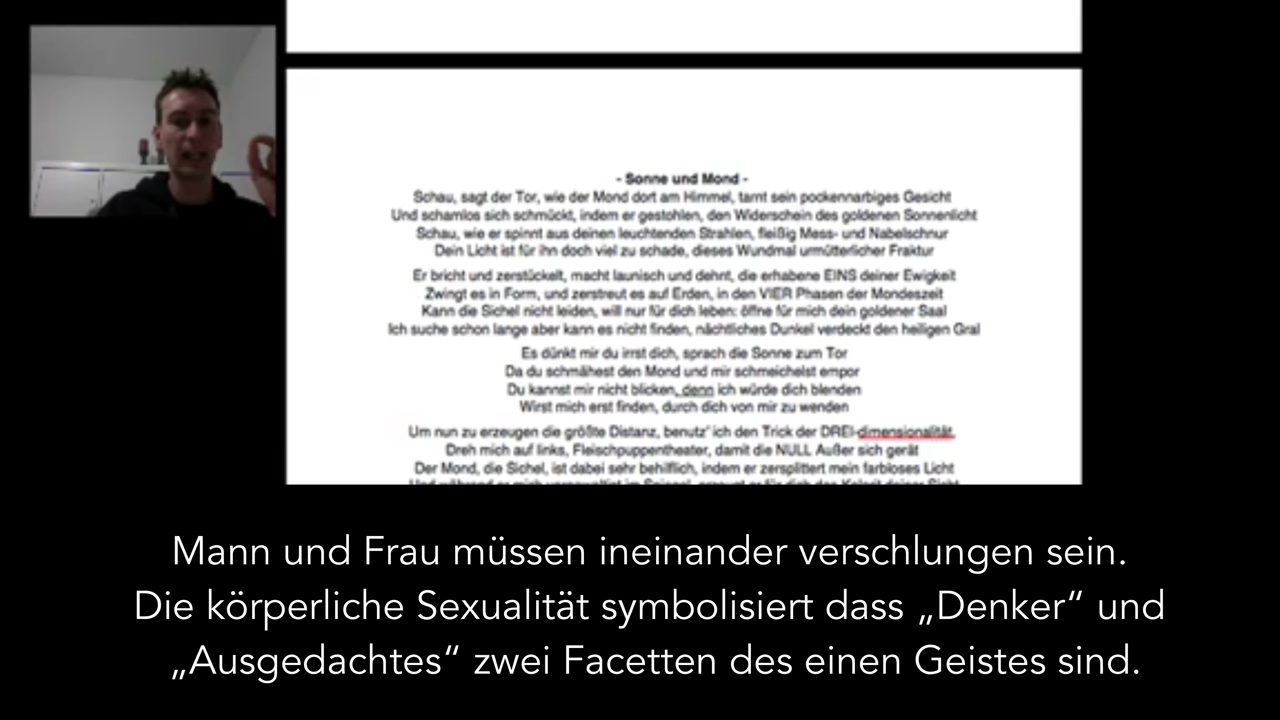 - Sonne und Mond -
Schau, sagt der Tor, wie der Mond dort am Himmel, tarnt sein pockennarbiges Gesicht
Und schamlos sich schmückt, indem er gestohlen, den Widerschein des goldenen Sonnenlicht
Schau, wie er spinnt aus deinen leuchtenden Strahlen, fleißig Mess- und Nabelschnur
Dein Licht ist für ihn doch viel zu schade, dieses Wundmal urmütterlicher Fraktur
Er bricht und zerstückelt, macht launisch und dehnt, die erhabene EINS deiner Ewigkeit
Zwingt es in Form, und zerstreut es auf Erden, in den VIER Phasen der Mondeszeit
Kann die Sichel nicht leiden, will nur für dich leben: öffne für mich dein goldener Saal
Ich suche schon lange aber kann es nicht finden, nächtliches Dunkel verdeckt den heiligen Gral
Es dünkt mir du irrst dich, sprach die Sonne zum Tor
Da du schmähest den Mond und mir schmeichelst empor
Du kannst mir nicht blicken, denn ich würde dich blenden
Wirst mich erst finden, durch dich von mir zu wenden
Um nun zu erzeugen die größte Distanz, benutz' ich den Trick der DREI-dimensionalität
Dreh mich auf links, Fleischpuppentheater, damit die NULL Außer sich gerät
Der Mond, die Sichel, ist dabei sehr behilflich, indem er zersplittert mein farbloses Licht
Mann und Frau müssen ineinander verschlungen sein.
Die körperliche Sexualität symbolisiert dass „Denker“ und
„Ausgedachtes“ zwei Facetten des einen Geistes sind.